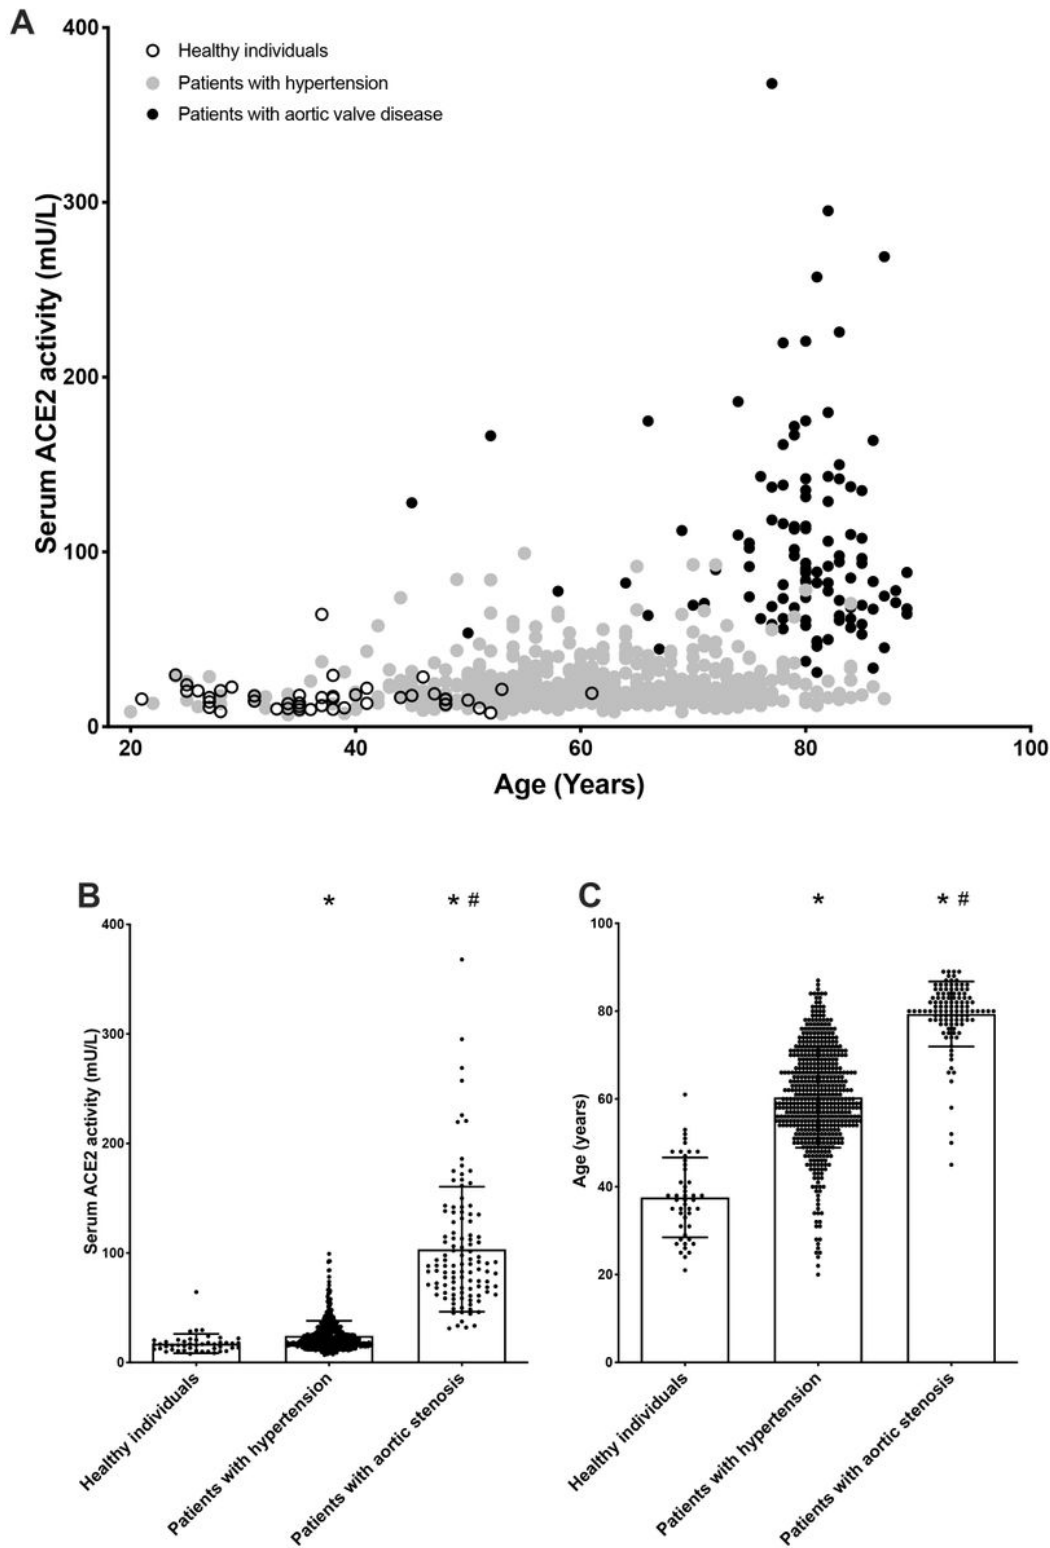 A
400
Healthy individuals
Patients with hypertension
Patients with aortic valve disease
300
Serum ACE2 activity (mU/L)
200
100
0
20 40 60 80 100
Age (Years)
B * * #
400
300
Serum ACE2 activity (mU/L)
200
100
0
Healthy individuals
Patients with hypertension
Patients with aortic stenosis
C * * #
100
80
60
Age (years)
40
20
0
Healthy individuals
Patients with hypertension
Patients with aortic stenosis